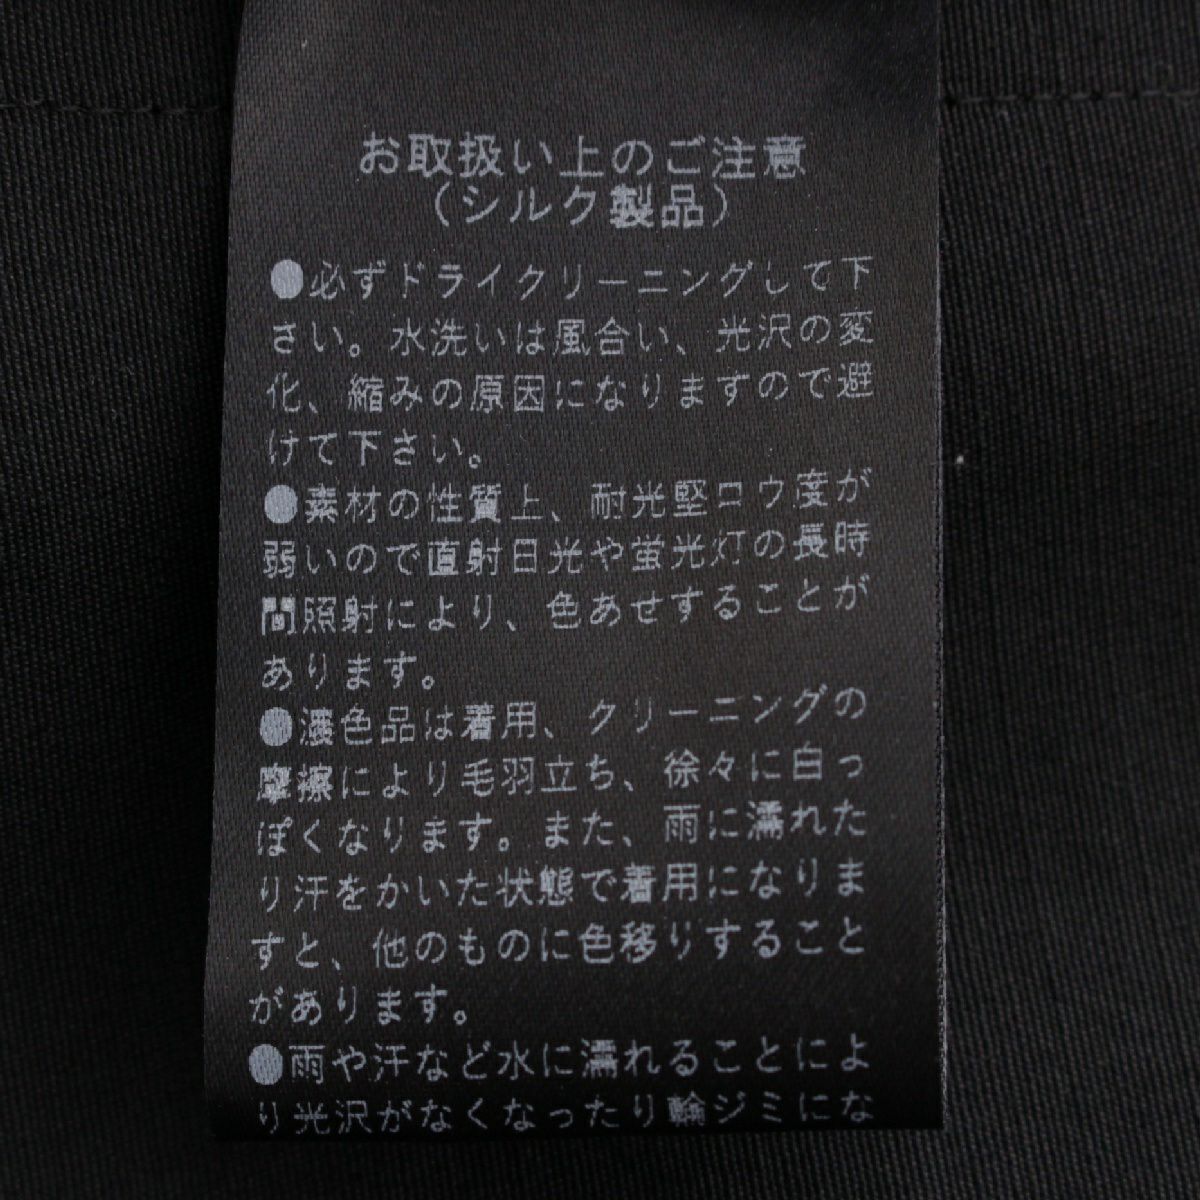 お取扱い上のご注意
（シルク製品）
●必ずドライクリーニングして下
さい。水洗いは風合い、光沢の変
化、縮みの原因になりますので避
けて下さい。
●素材の性質上、耐光堅ロウ度が
弱いので直射日光や蛍光灯の長時
間照射により、色あせすることが
あります。
●濃色品は着用、クリーニングの
摩擦により毛羽立ち、徐々に白っ
ぽくなります。また、雨に濡れた
り汗をかいた状態で着用になりま
すと、他のものに色移りすること
があります。
●雨や汗など水に濡れることによ
り光沢がなくなったり輪ジミにな